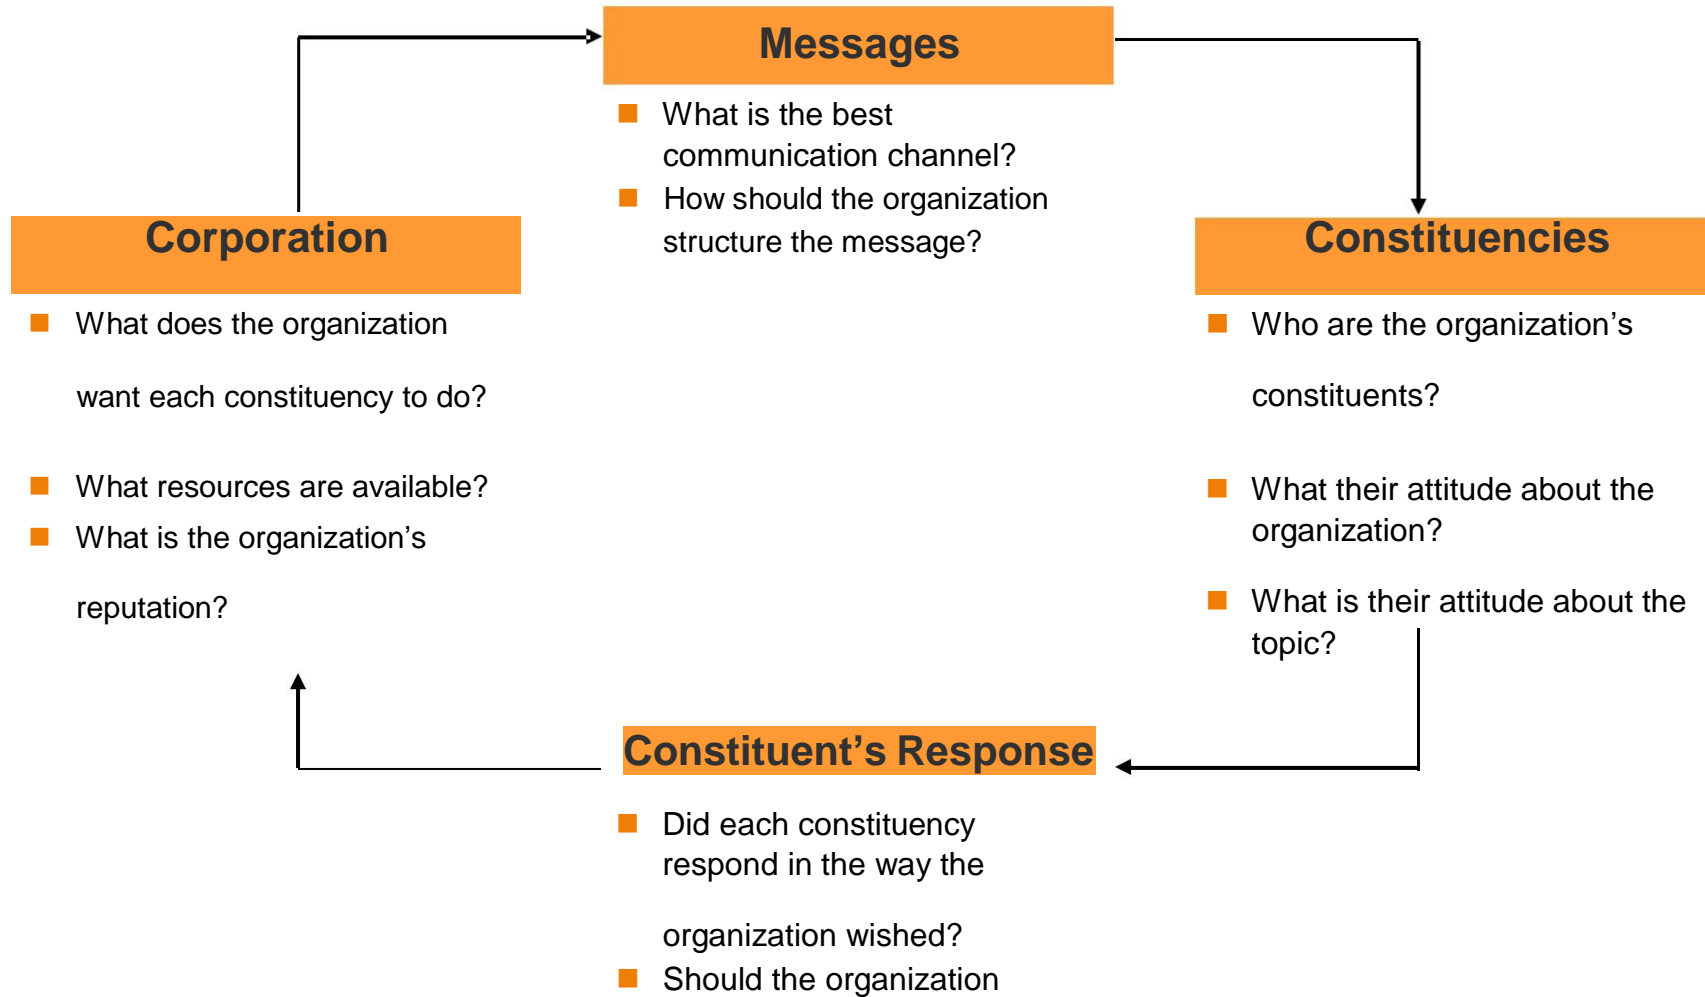 Messages
What is the best
communication channel?
How should the organization
structure the message?
Corporation
What does the organization
want each constituency to do?
What resources are available?
What is the organization’s
reputation?
Constituencies
Who are the organization’s
constituents?
What their attitude about the
organization?
What is their attitude about the
topic?
Constituent’s Response
Did each constituency
respond in the way the
organization wished?
Should the organization